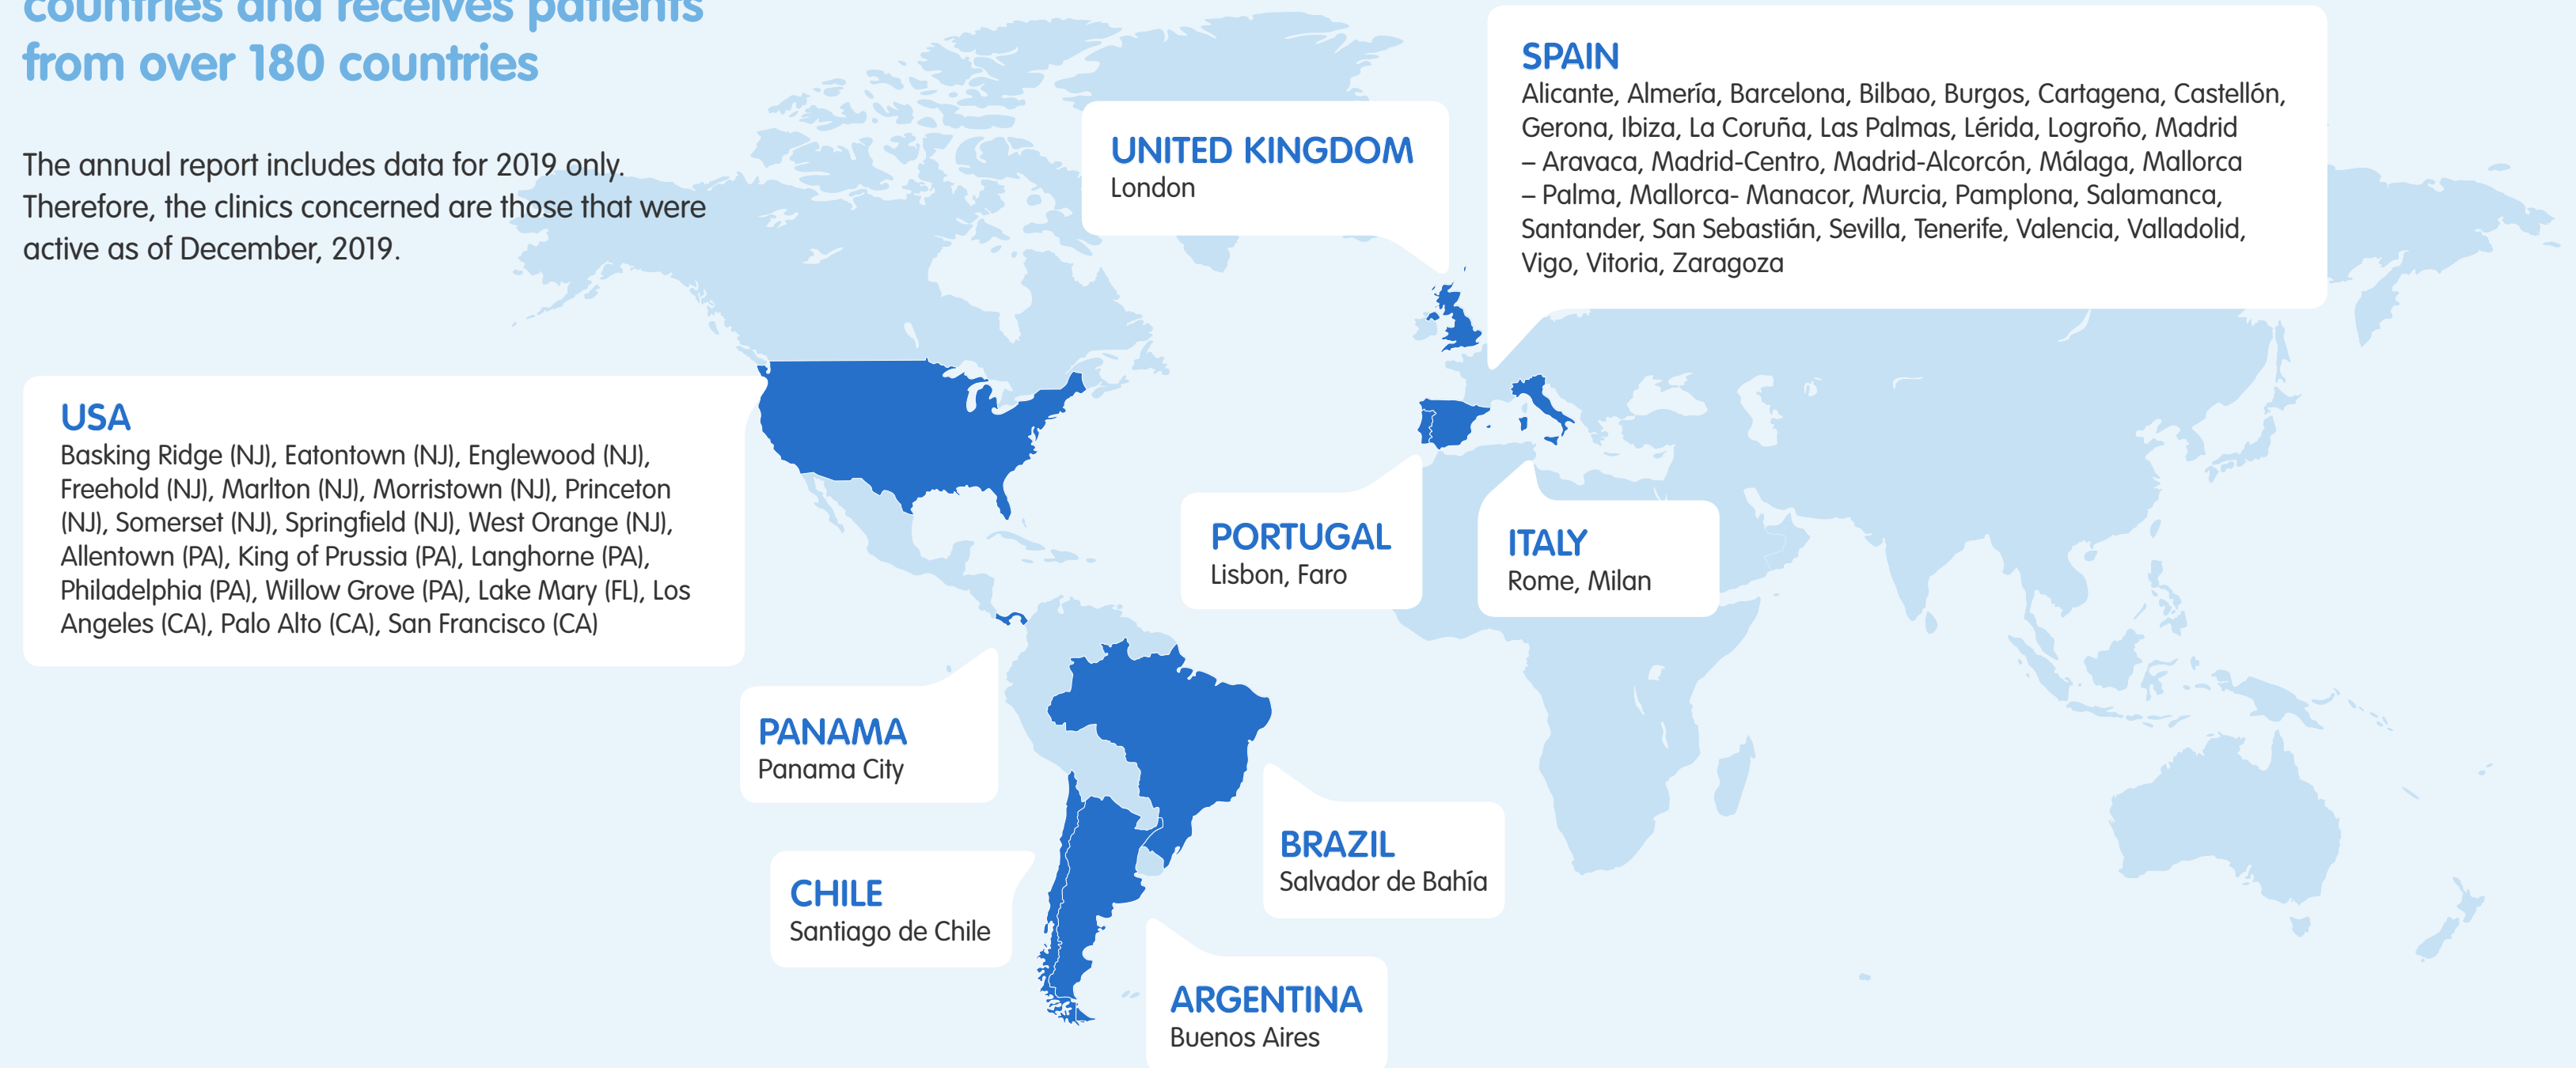 countries and receives patients
from over 180 countries
The annual report includes data for 2019 only.
Therefore, the clinics concerned are those that were
active as of December, 2019.
UNITED KINGDOM
London
SPAIN
Alicante, Almería, Barcelona, Bilbao, Burgos, Cartagena, Castellón,
Gerona, Ibiza, La Coruña, Las Palmas, Lérida, Logroño, Madrid
– Aravaca, Madrid-Centro, Madrid-Alcorcón, Málaga, Mallorca
– Palma, Mallorca- Manacor, Murcia, Pamplona, Salamanca,
Santander, San Sebastián, Sevilla, Tenerife, Valencia, Valladolid,
Vigo, Vitoria, Zaragoza
USA
Basking Ridge (NJ), Eatontown (NJ), Englewood (NJ),
Freehold (NJ), Marlton (NJ), Morristown (NJ), Princeton
(NJ), Somerset (NJ), Springfield (NJ), West Orange (NJ),
Allentown (PA), King of Prussia (PA), Langhorne (PA),
Philadelphia (PA), Willow Grove (PA), Lake Mary (FL), Los
Angeles (CA), Palo Alto (CA), San Francisco (CA)
PORTUGAL
Lisbon, Faro
ITALY
Rome, Milan
PANAMA
Panama City
BRAZIL
Salvador de Bahía
CHILE
Santiago de Chile
ARGENTINA
Buenos Aires